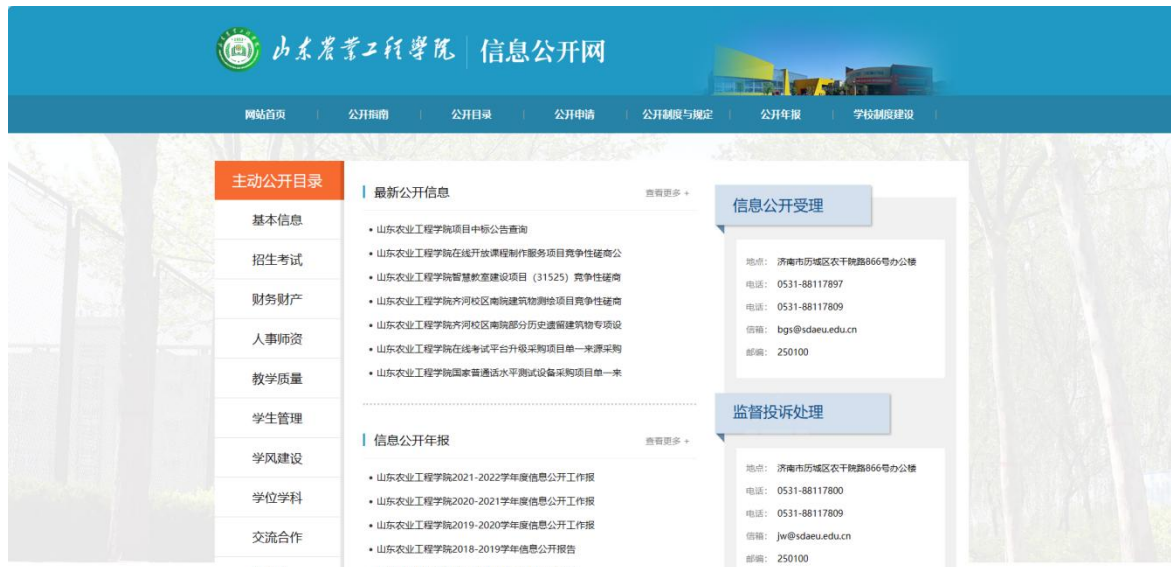 山东农业工程学院 信息公开网
网站首页 公开指南 公开目录 公开申请 公开制度与规定 公开年报 学校制度建设
主动公开目录
基本信息
招生考试
财务财产
人事师资
教学质量
学生管理
学风建设
学位学科
交流合作
最新公开信息 查看更多 +
• 山东农业工程学院项目中标公告查询
• 山东农业工程学院在线开放课程制作服务项目竞争性磋商公
• 山东农业工程学院智慧教室建设项目（31525）竞争性磋商
• 山东农业工程学院齐河校区南院建筑物测绘项目竞争性磋商
• 山东农业工程学院齐河校区南院部分历史遗留建筑物专项设
• 山东农业工程学院在线考试平台升级采购项目单一来源采购
• 山东农业工程学院国家普通话水平测试设备采购项目单一来
信息公开年报 查看更多 +
• 山东农业工程学院2021-2022学年度信息公开工作报
• 山东农业工程学院2020-2021学年度信息公开工作报
• 山东农业工程学院2019-2020学年度信息公开工作报
• 山东农业工程学院2018-2019学年信息公开报告
信息公开受理
地点： 济南市历城区农干院路866号办公楼
电话： 0531-88117897
电话： 0531-88117809
信箱： bgs@sdaeu.edu.cn
邮编： 250100
监督投诉处理
地点： 济南市历城区农干院路866号办公楼
电话： 0531-88117800
电话： 0531-88117809
信箱： jw@sdaeu.edu.cn
邮编： 250100